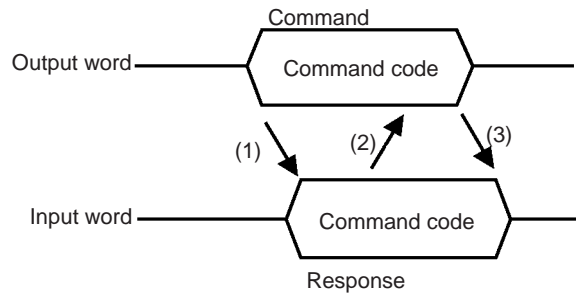 Command
Output word
Command code
(1)
(2)
(3)
Input word
Command code
Response